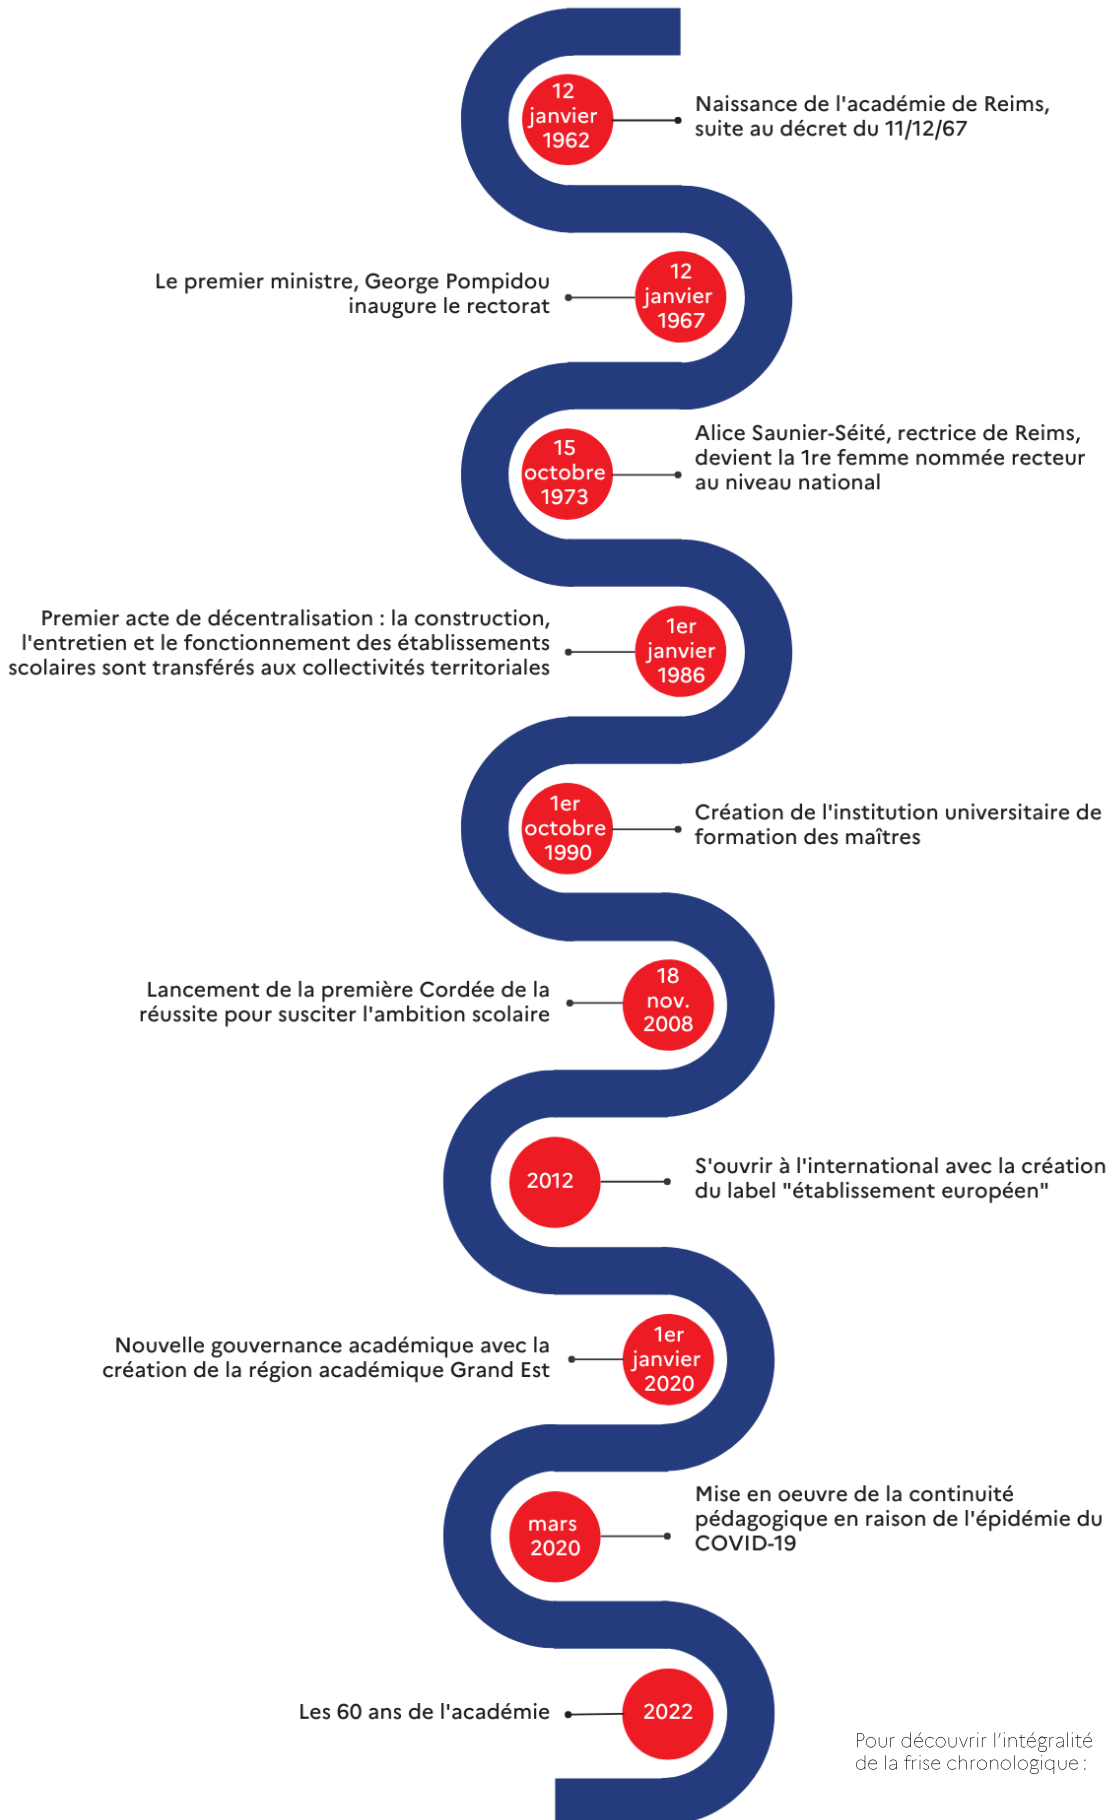 12
janvier
1962
Naissance de l'académie de Reims,
suite au décret du 11/12/67
Le premier ministre, George Pompidou
inaugure le rectorat
12
janvier
1967
15
octobre
1973
Alice Saunier-Séité, rectrice de Reims,
devient la 1re femme nommée recteur
au niveau national
Premier acte de décentralisation : la construction,
l'entretien et le fonctionnement des établissements
scolaires sont transférés aux collectivités territoriales
1er
janvier
1986
1er
octobre
1990
Création de l'institution universitaire de
formation des maîtres
Lancement de la première Cordée de la
réussite pour susciter l'ambition scolaire
18
nov.
2008
2012
S'ouvrir à l'international avec la création
du label "établissement européen"
Nouvelle gouvernance académique avec la
création de la région académique Grand Est
1er
janvier
2020
mars
2020
Mise en oeuvre de la continuité
pédagogique en raison de l'épidémie du
COVID-19
Les 60 ans de l'académie
2022
Pour découvrir l'intégralité
de la frise chronologique :